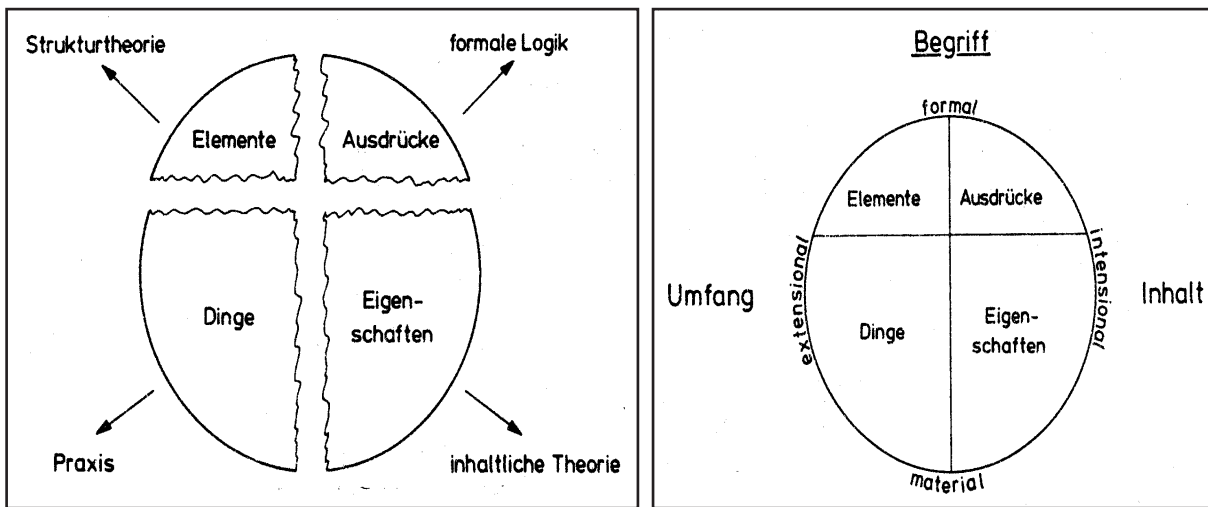 Strukturtheorie
formale Logik
Elemente
Ausdrücke
Dinge
Eigen-
schaften
Praxis
inhaltliche Theorie
Begriff
formal
Elemente
Ausdrücke
extensional
intensional
Umfang
Inhalt
Dinge
Eigen-
schaften
material